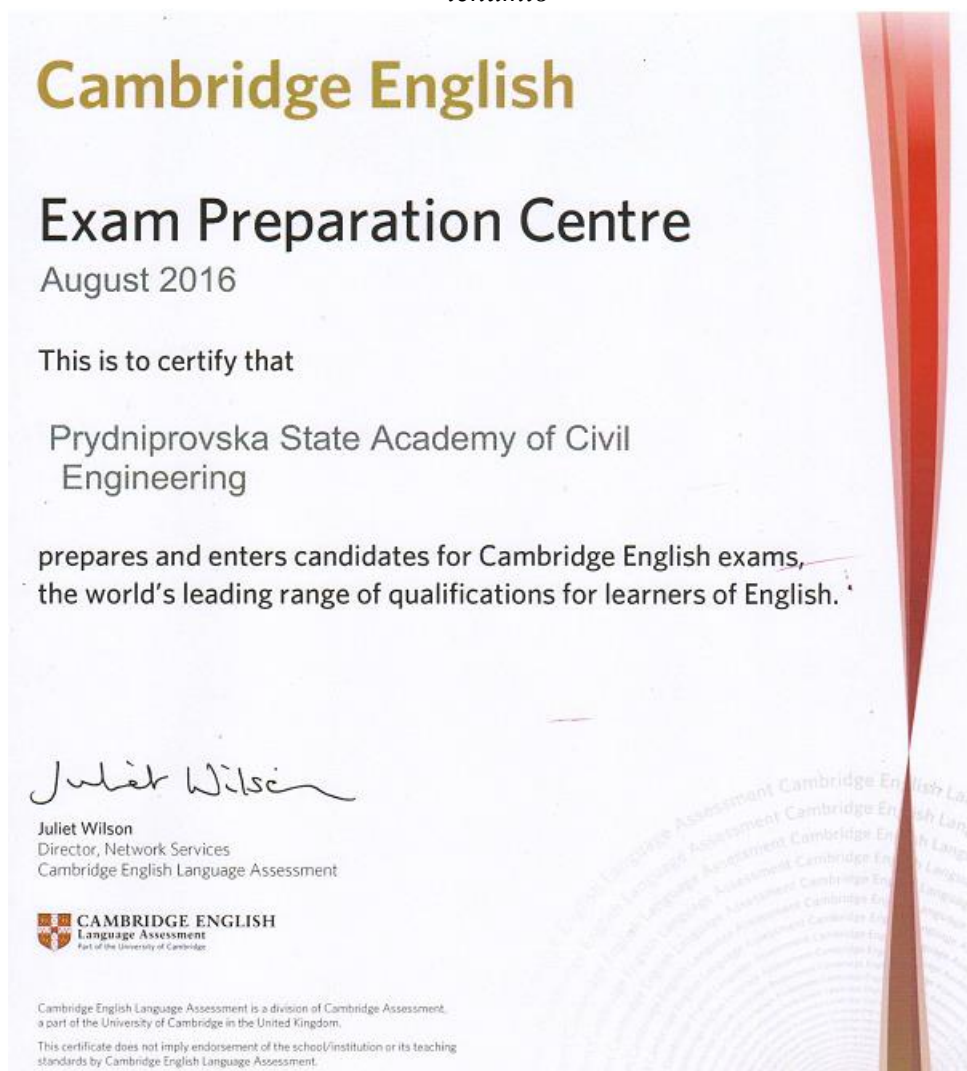 Cambridge English
Exam Preparation Centre
August 2016
This is to certify that
Prydniprovska State Academy of Civil
Engineering
prepares and enters candidates for Cambridge English exams,
the world's leading range of qualifications for learners of English.
Juliet Wilson
Juliet Wilson
Director, Network Services
Cambridge English Language Assessment
CAMBRIDGE ENGLISH
Language Assessment
Part of the University of Cambridge
Cambridge English Language Assessment is a division of Cambridge Assessment,
a part of the University of Cambridge in the United Kingdom.
This certificate does not imply endorsement of the school/institution or its teaching
standards by Cambridge English Language Assessment.